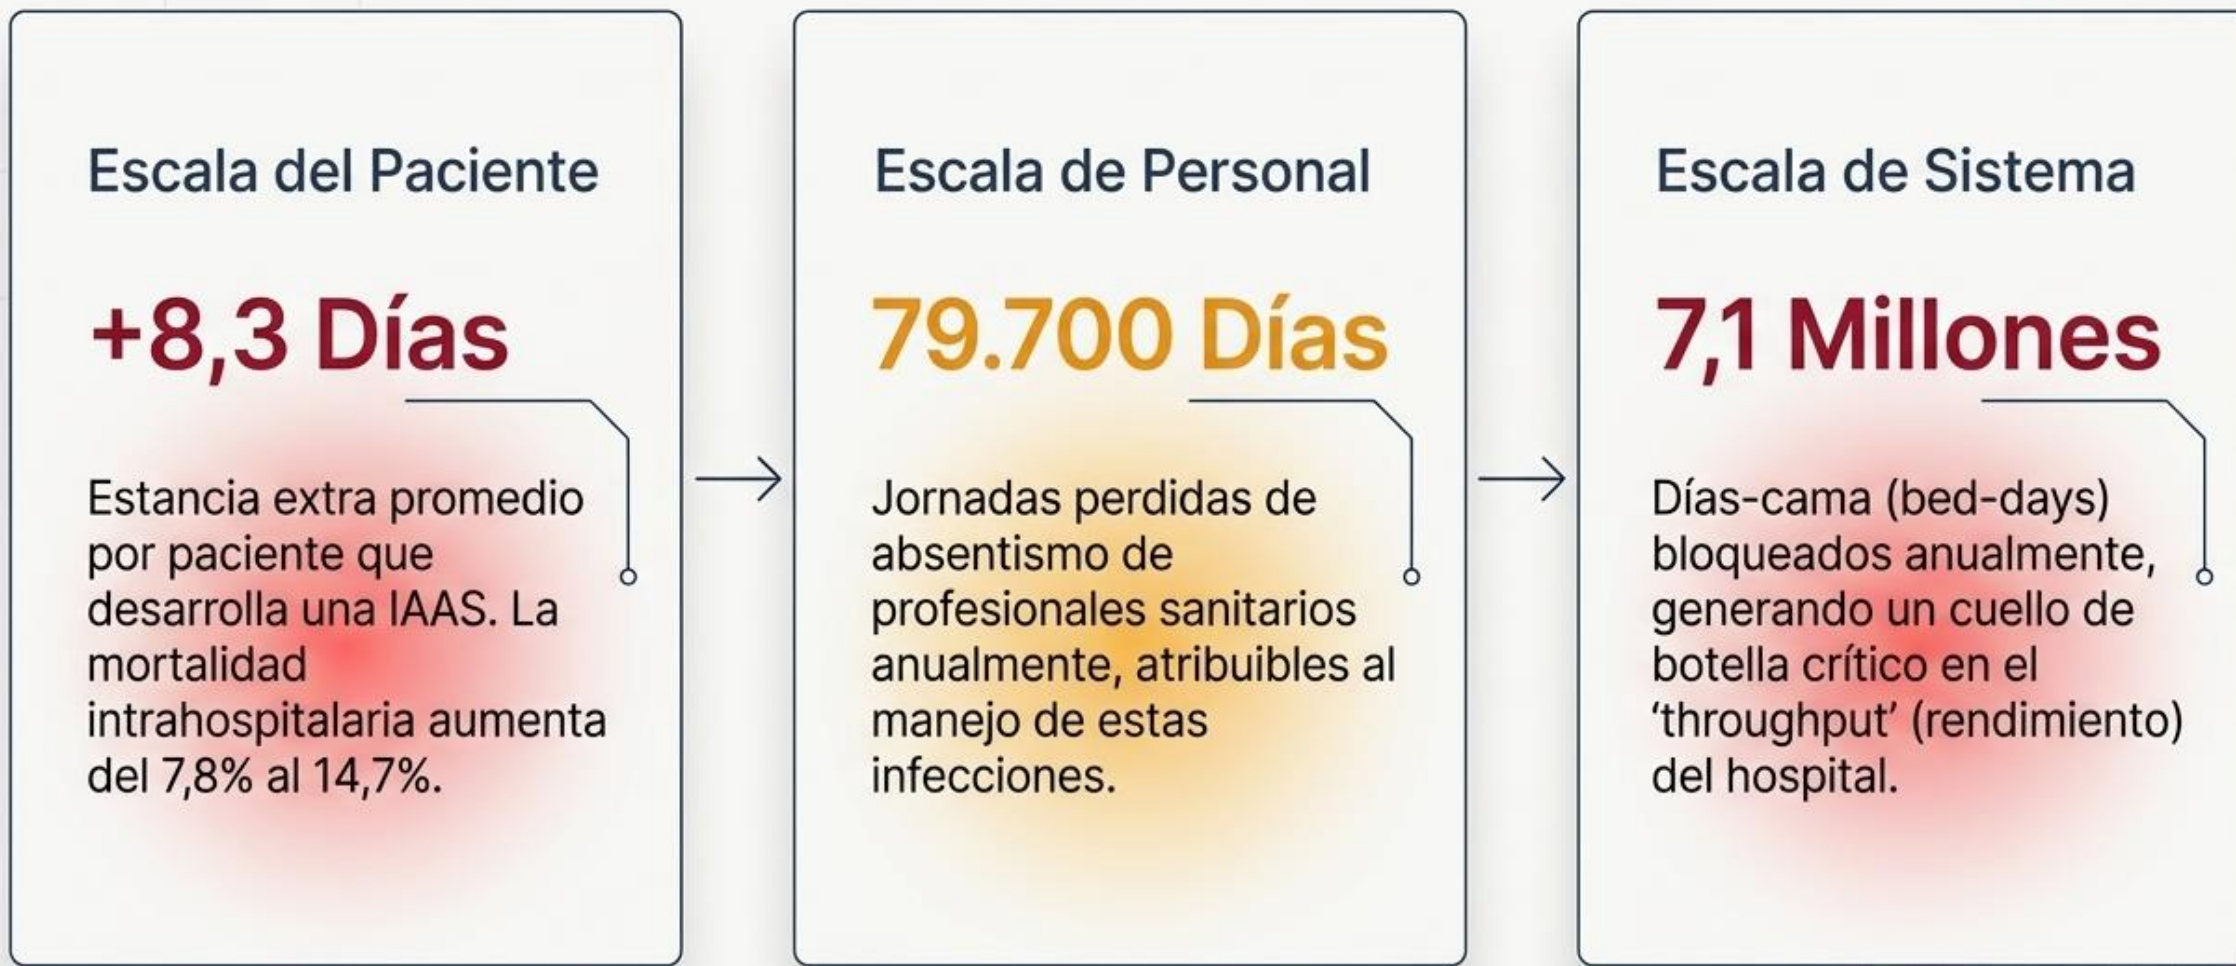 Escala del Paciente
+8,3 Días
Estancia extra promedio
por paciente que
desarrolla una IAAS. La
mortalidad
intrahospitalaria aumenta
del 7,8% al 14,7%.
Escala de Personal
79.700 Días
Jornadas perdidas de
absentismo de
profesionales sanitarios
anualmente, atribuibles al
manejo de estas
infecciones.
Escala de Sistema
7,1 Millones
Días-cama (bed-days)
bloqueados anualmente,
generando un cuello de
botella crítico en el
‘throughput’ (rendimiento)
del hospital.